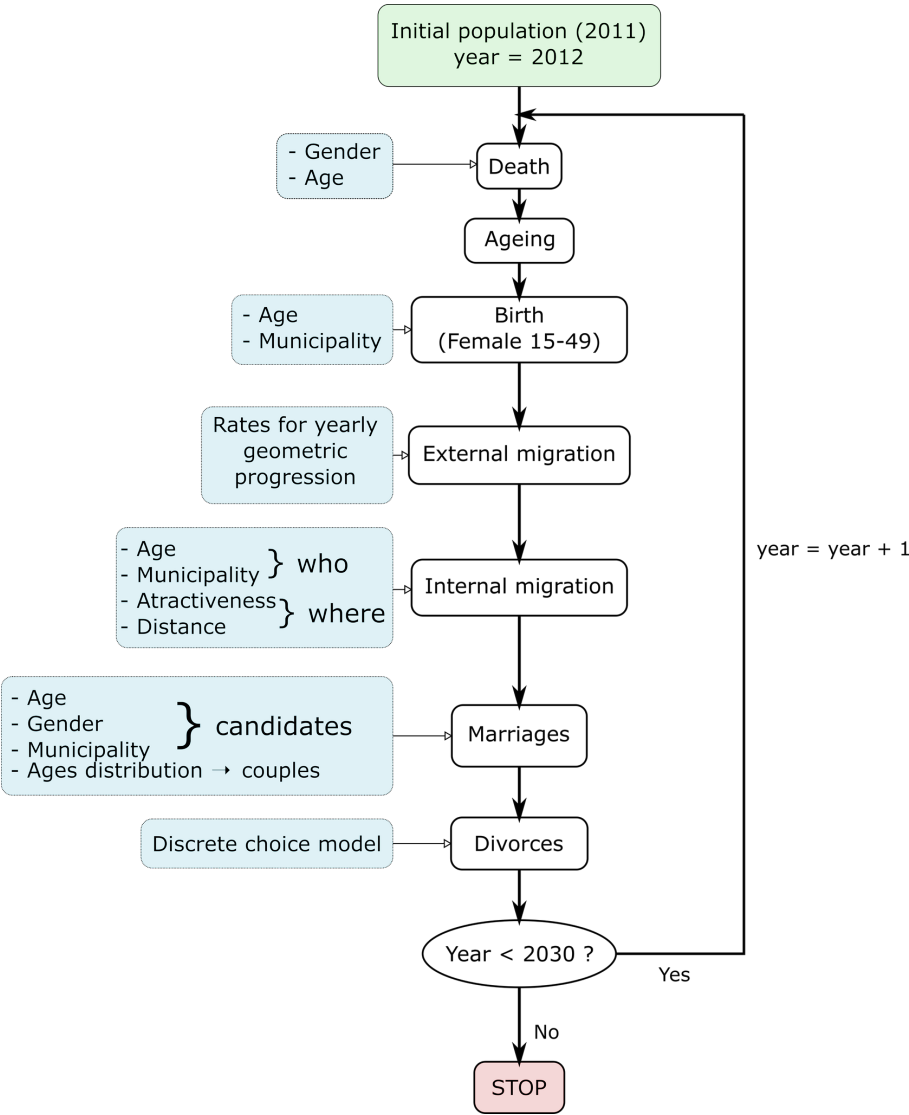 Initial population (2011)
year = 2012
- Gender
- Age
Death
Ageing
- Age
- Municipality
Birth
(Female 15-49)
Rates for yearly
geometric
progression
External migration
year = year + 1
- Age
- Municipality
} who
- Atractiveness
- Distance
} where
Internal migration
- Age
- Gender
- Municipality
} candidates
- Ages distribution → couples
Marriages
Discrete choice model
Divorces
Year < 2030 ?
Yes
No
STOP